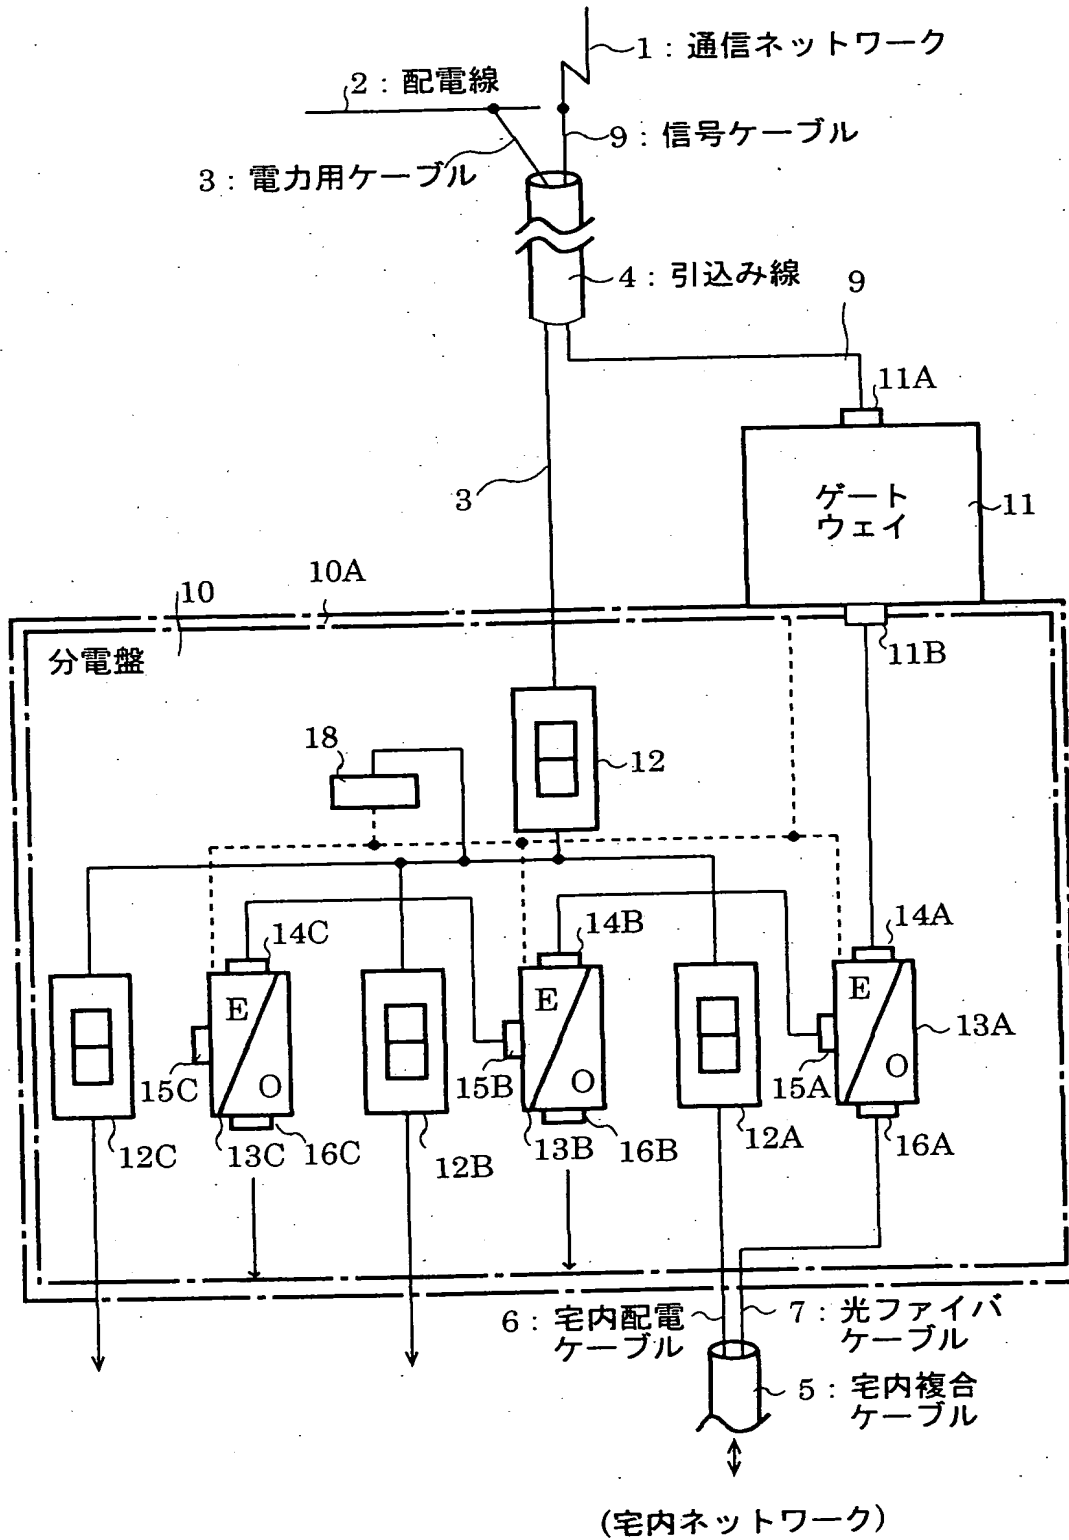 1：通信ネットワーク
2：配電線
9：信号ケーブル
3：電力用ケーブル
4：引込み線
9
11A
3
ゲート
ウェイ
11
10A
10
分電盤
11B
18
12
14C
14B
14A
E
E
E
13A
15C
O
15B
O
15A
O
12C
13C
16C
12B
13B
16B
12A
16A
6：宅内配電
ケーブル
7：光ファイバ
ケーブル
5：宅内複合
ケーブル
(宅内ネットワーク)